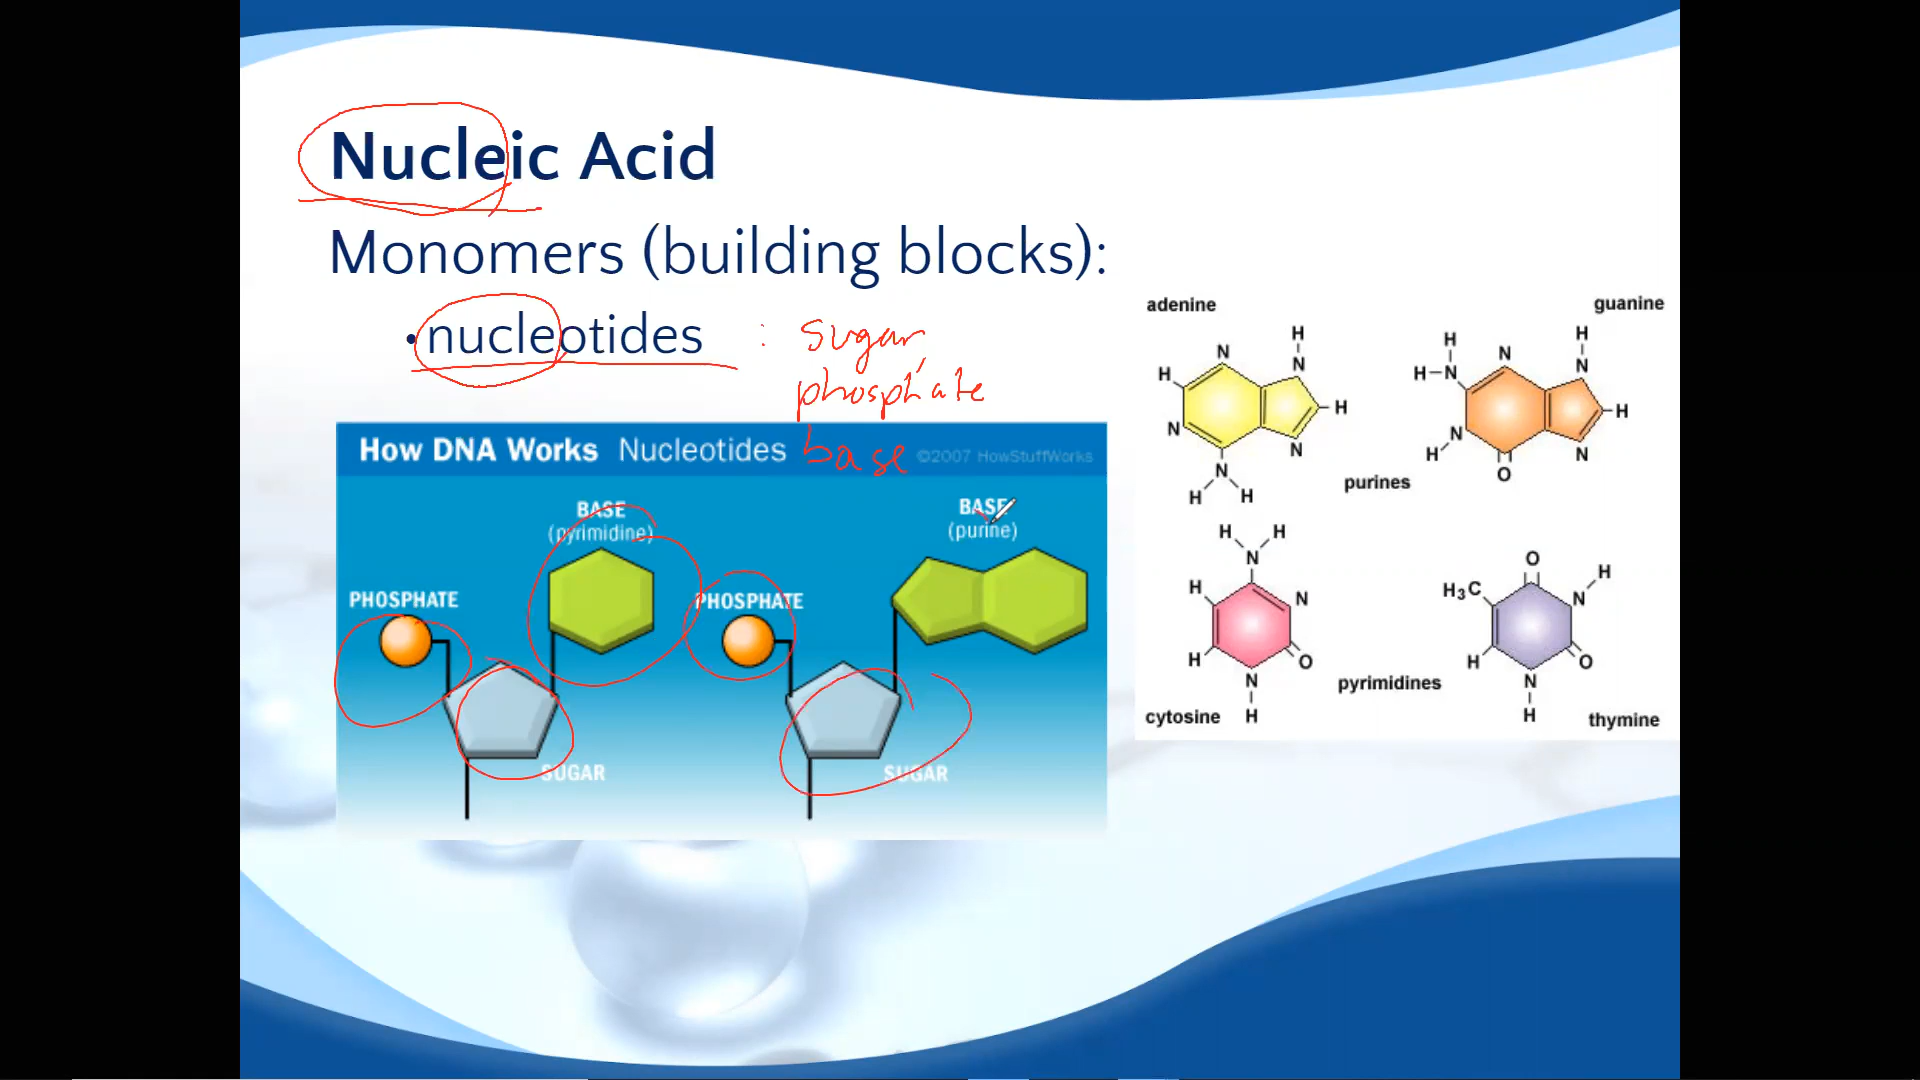 Nucleic Acid
Monomers (building blocks):
•nucleotides : sugar,
phosphate
base
How DNA Works Nucleotides ©2007 HowStuffWorks
BASE
(pyrimidine)
PHOSPHATE
SUGAR
BASE
(purine)
PHOSPHATE
SUGAR
adenine
H
N
N
H
H
N
N
N
H
H
guanine
H
H
N
N
H
N
H
N
H
O
N
purines
H
H
N
H
N
H
O
N
H
cytosine
pyrimidines
O
H
H3C
N
H
O
N
H
thymine